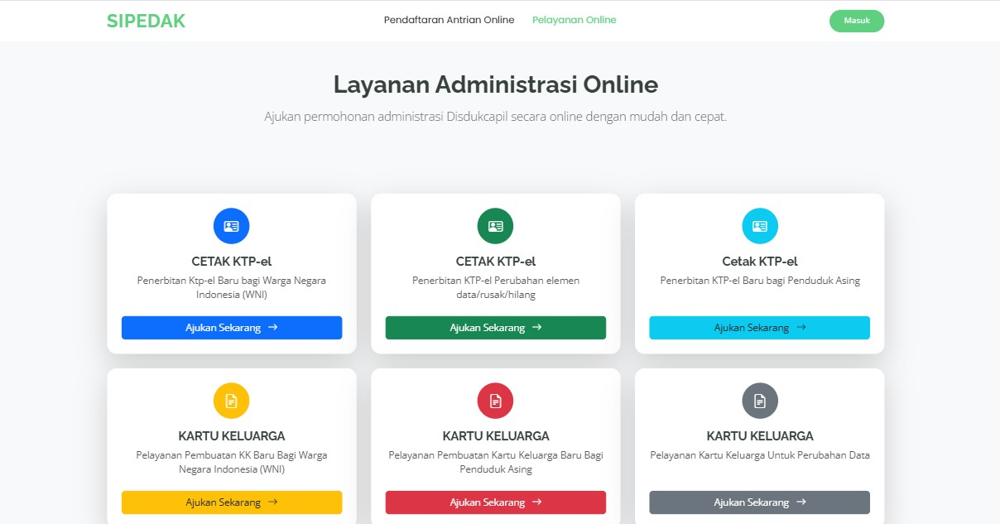 SIPEDAK
Pendaftaran Antrian Online
Pelayanan Online
Masuk
Layanan Administrasi Online
Ajukan permohonan administrasi Disdukcapil secara online dengan mudah dan cepat.
CETAK KTP-el
Penerbitan Ktp-el Baru bagi Warga Negara
Indonesia (WNI)
Ajukan Sekarang →
CETAK KTP-el
Penerbitan KTP-el Perubahan elemen
data/rusak/hilang
Ajukan Sekarang →
Cetak KTP-el
Penerbitan KTP-el Baru bagi Penduduk Asing
Ajukan Sekarang →
KARTU KELUARGA
Pelayanan Pembuatan KK Baru Bagi Warga
Negara Indonesia (WNI)
Ajukan Sekarang →
KARTU KELUARGA
Pelayanan Pembuatan Kartu Keluarga Baru Bagi
Penduduk Asing
Ajukan Sekarang →
KARTU KELUARGA
Pelayanan Kartu Keluarga Untuk Perubahan Data
Ajukan Sekarang →